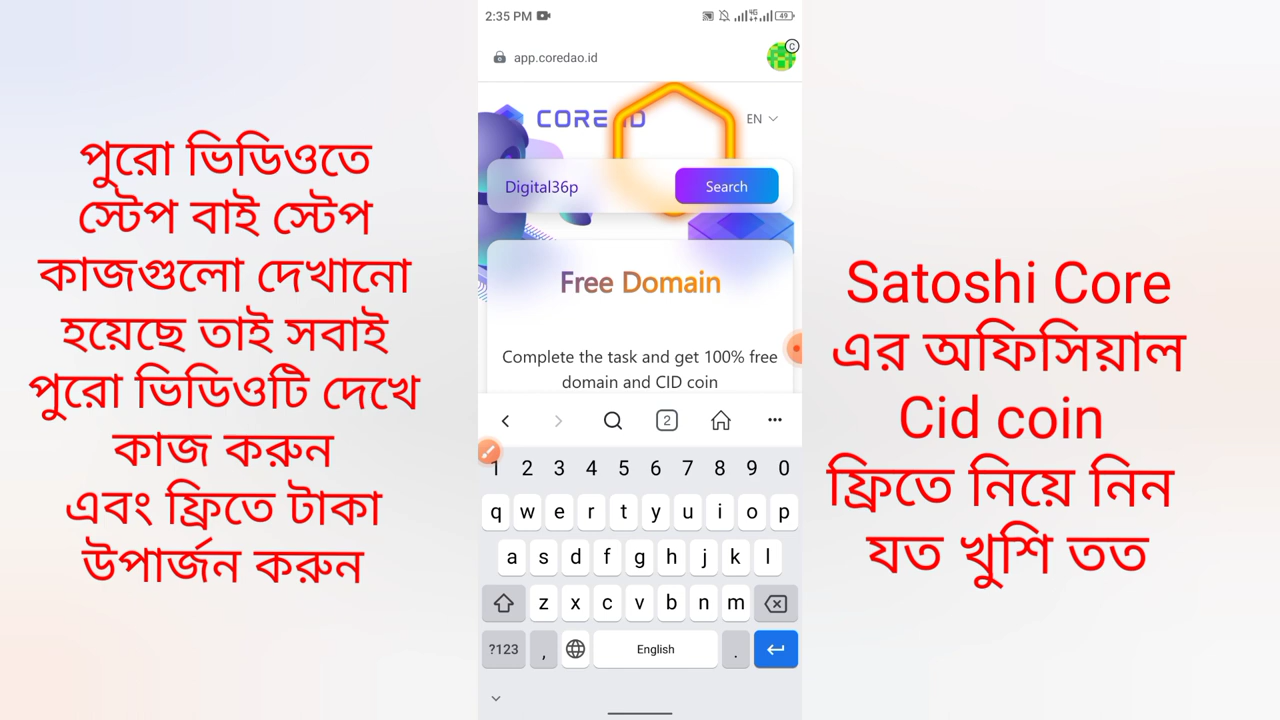 পুরো ভিডিওতে
স্টেপ বাই স্টেপ
কাজগুলো দেখানো
হয়েছে তাই সবাই
পুরো ভিডিওটি দেখে
কাজ করুন
এবং ফ্রিতে টাকা
উপার্জন করুন
2:35 PM
4G
49
app.coredao.id
C
CORE ID
EN
Digital36p
Search
Free Domain
Complete the task and get 100% free
domain and CID coin
2
1 2 3 4 5 6 7 8 9 0
q w e r t y u i o p
a s d f g h j k l
z x c v b n m
?123 , English .
Satoshi Core
এর অফিসিয়াল
Cid coin
ফ্রিতে নিয়ে নিন
যত খুশি তত